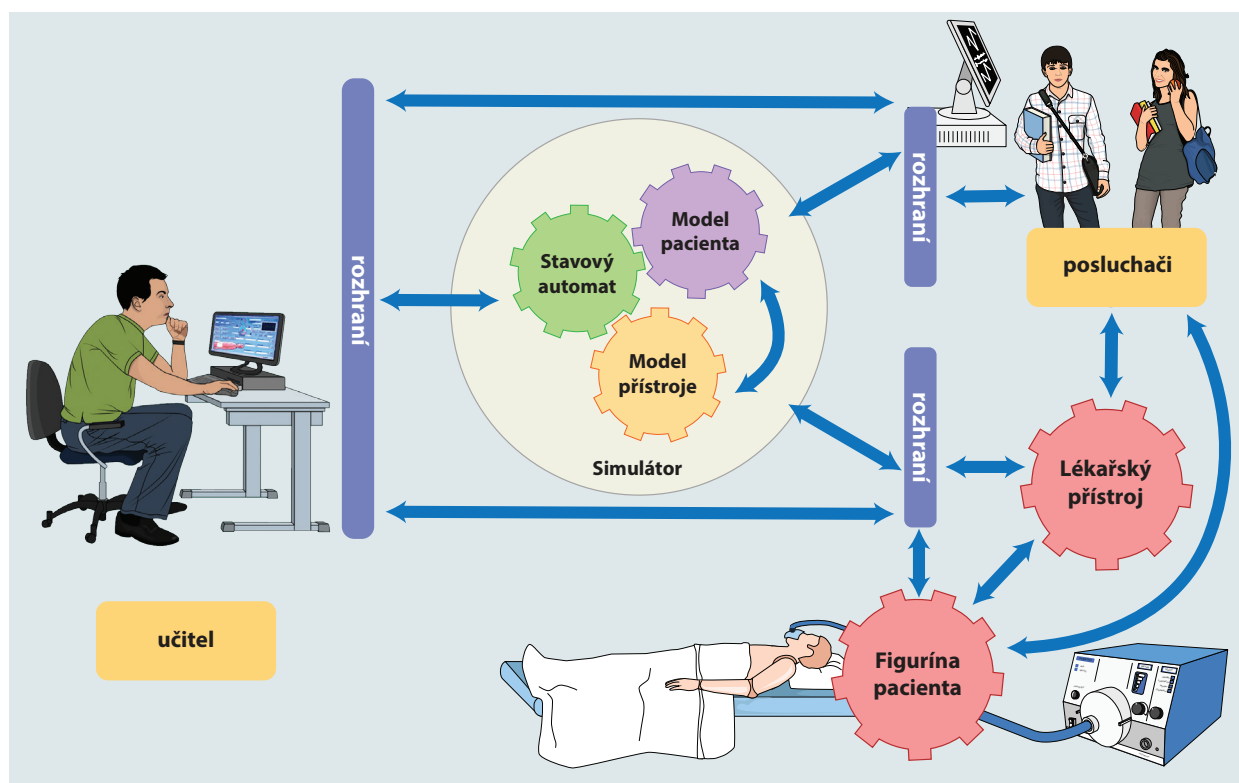 rozhraní
Model
pacienta
Stavový
automat
Model
přístroje
Simulátor
rozhraní
posluchači
rozhraní
Lékařský
přístroj
učitel
Figurína
pacienta